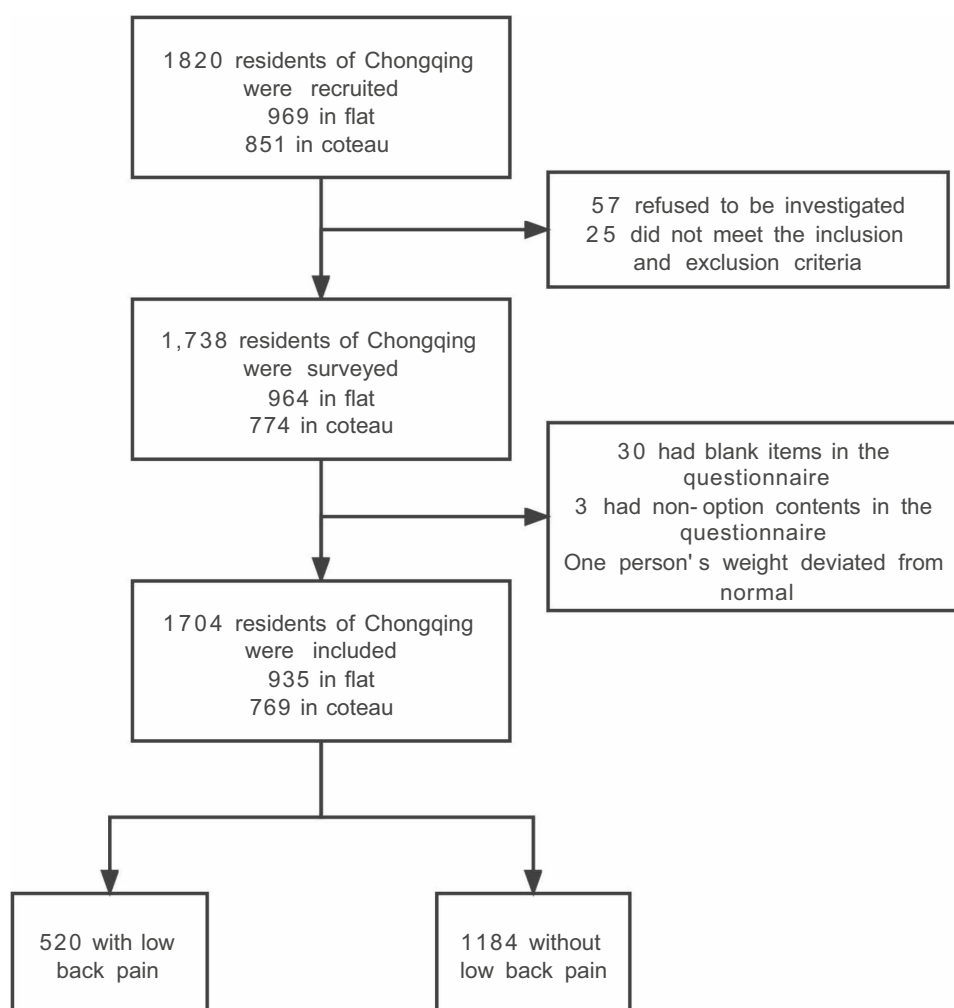 1820 residents of Chongqing
were recruited
969 in flat
851 in coteau
57 refused to be investigated
25 did not meet the inclusion
and exclusion criteria
1,738 residents of Chongqing
were surveyed
964 in flat
774 in coteau
30 had blank items in the
questionnaire
3 had non-option contents in the
questionnaire
One person's weight deviated from
normal
1704 residents of Chongqing
were included
935 in flat
769 in coteau
520 with low
back pain
1184 without
low back pain